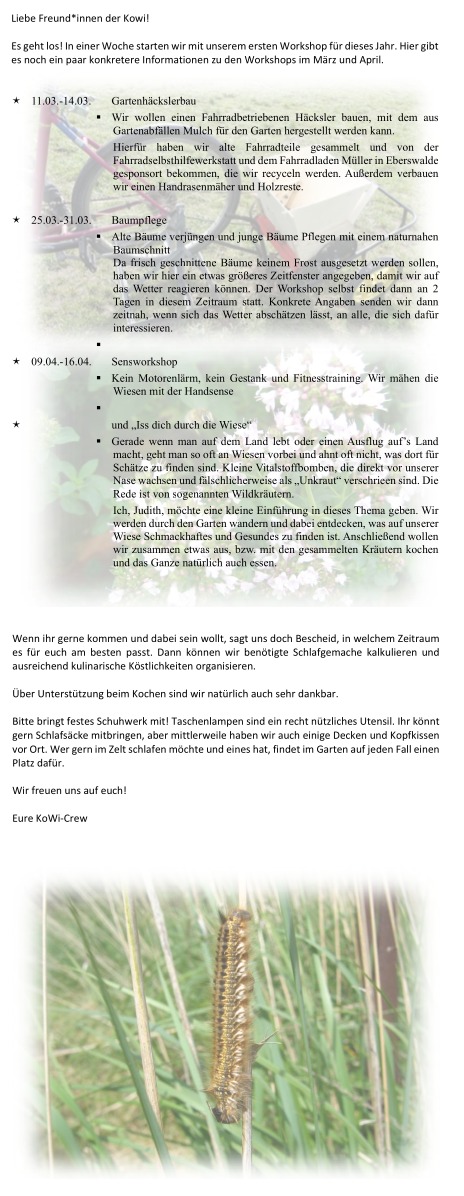 Liebe Freund*innen der Kowi!
Es geht los! In einer Woche starten wir mit unserem ersten Workshop für dieses Jahr. Hier gibt
es noch ein paar konkretere Informationen zu den Workshops im März und April.
★ 11.03.-14.03. Gartenhäckslerbau
▪ Wir wollen einen Fahrradbetriebenen Häcksler bauen, mit dem aus
Gartenabfällen Mulch für den Garten hergestellt werden kann.
Hierfür haben wir alte Fahrradteile gesammelt und von der
Fahrradselbsthilfewerkstatt und dem Fahrradladen Müller in Eberswalde
gesponsort bekommen, die wir recyceln werden. Außerdem verbauen
wir einen Handrasenmäher und Holzreste.
★ 25.03.-31.03. Baumpflege
▪ Alte Bäume verjüngen und junge Bäume Pflegen mit einem naturnahen
Baumschnitt
Da frisch geschnittene Bäume keinem Frost ausgesetzt werden sollen,
haben wir hier ein etwas größeres Zeitfenster angegeben, damit wir auf
das Wetter reagieren können. Der Workshop selbst findet dann an 2
Tagen in diesem Zeitraum statt. Konkrete Angaben senden wir dann
zeitnah, wenn sich das Wetter abschätzen lässt, an alle, die sich dafür
interessieren.
▪
★ 09.04.-16.04. Sensworkshop
▪ Kein Motorenlärm, kein Gestank und Fitnesstraining. Wir mähen die
Wiesen mit der Handsense
▪
★ und „Iss dich durch die Wiese“
▪ Gerade wenn man auf dem Land lebt oder einen Ausflug auf’s Land
macht, geht man so oft an Wiesen vorbei und ahnt oft nicht, was dort für
Schätze zu finden sind. Kleine Vitalstoffbomben, die direkt vor unserer
Nase wachsen und fälschlicherweise als „Unkraut“ verschrieen sind. Die
Rede ist von sogenannten Wildkräutern.
Ich, Judith, möchte eine kleine Einführung in dieses Thema geben. Wir
werden durch den Garten wandern und dabei entdecken, was auf unserer
Wiese Schmackhaftes und Gesundes zu finden ist. Anschließend wollen
wir zusammen etwas aus, bzw. mit den gesammelten Kräutern kochen
und das Ganze natürlich auch essen.
Wenn ihr gerne kommen und dabei sein wollt, sagt uns doch Bescheid, in welchem Zeitraum
es für euch am besten passt. Dann können wir benötigte Schlafgemache kalkulieren und
ausreichend kulinarische Köstlichkeiten organisieren.
Über Unterstützung beim Kochen sind wir natürlich auch sehr dankbar.
Bitte bringt festes Schuhwerk mit! Taschenlampen sind ein recht nützliches Utensil. Ihr könnt
gern Schlafsäcke mitbringen, aber mittlerweile haben wir auch einige Decken und Kopfkissen
vor Ort. Wer gern im Zelt schlafen möchte und eines hat, findet im Garten auf jeden Fall einen
Platz dafür.
Wir freuen uns auf euch!
Eure KoWi-Crew